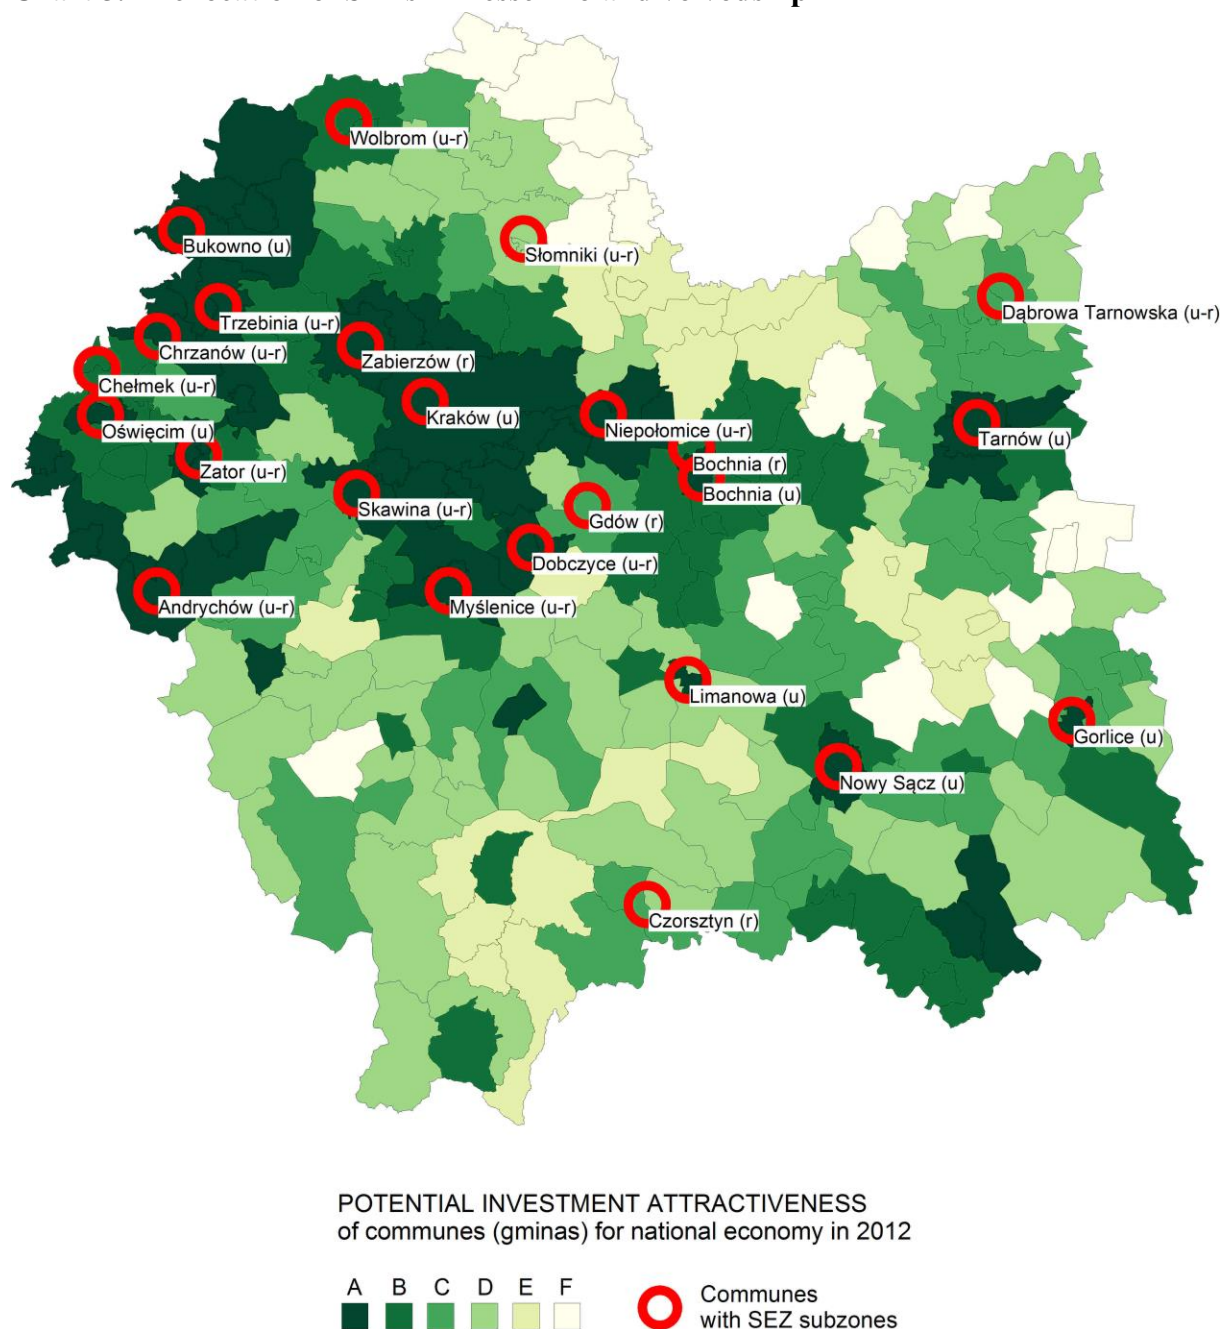 Wolbrom (u-r)
Bukowno (u)
Słomniki (u-r)
Dąbrowa Tarnowska (u-r)
Trzebinia (u-r)
Chrzanów (u-r)
Zabierzów (r)
Chełmek (u-r)
Kraków (u)
Niepołomice (u-r)
Oświęcim (u)
Tarnów (u)
Zator (u-r)
Bochnia (r)
Bochnia (u)
Skawina (u-r)
Gdów (r)
Dobczyce (u-r)
Andrychów (u-r)
Myślenice (u-r)
Limanowa (u)
Gorlice (u)
Nowy Sącz (u)
Czorsztyn (r)
POTENTIAL INVESTMENT ATTRACTIVENESS
of communes (gminas) for national economy in 2012
A B C D E F
Communes
with SEZ subzones